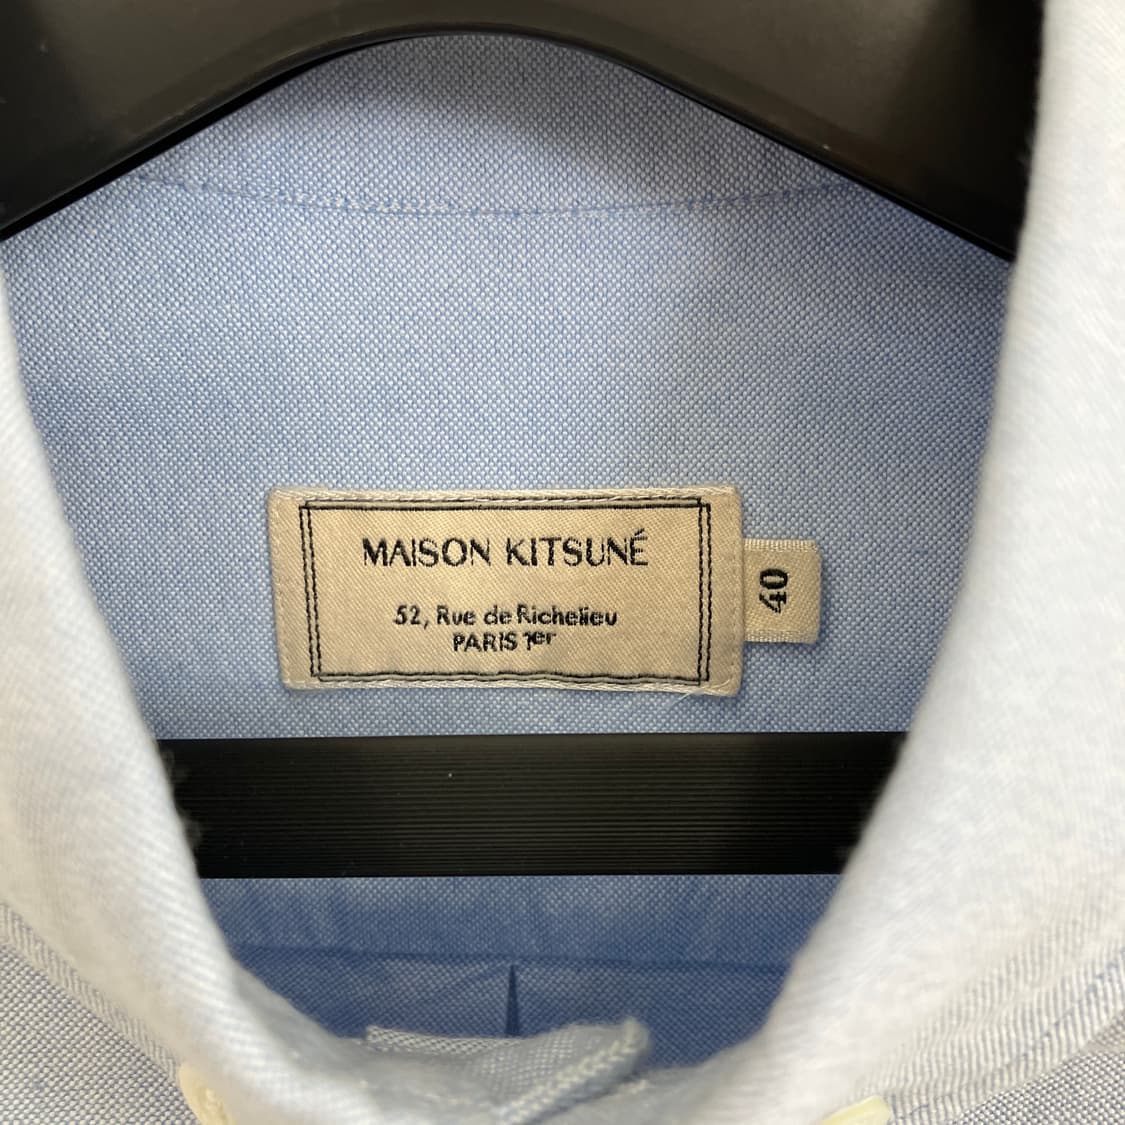 MAISON KITSUNÉ
52, Rue de Richelieu
PARIS 1er
40